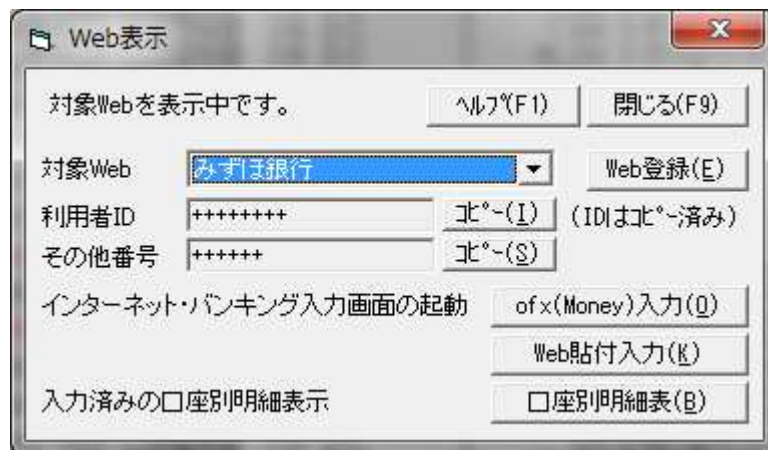 Web表示
対象Webを表示中です。 ﾍﾙﾌﾟ(F1) 閉じる(F9)
対象Web みずほ銀行 Web登録(E)
利用者ID ++++++++ ｺﾋﾟｰ(I) (IDはｺﾋﾟｰ済み)
その他番号 ++++++ ｺﾋﾟｰ(S)
インターネット・バンキング入力画面の起動 ofx(Money)入力(O)
Web貼付入力(K)
入力済みの口座別明細表示 口座別明細表(B)